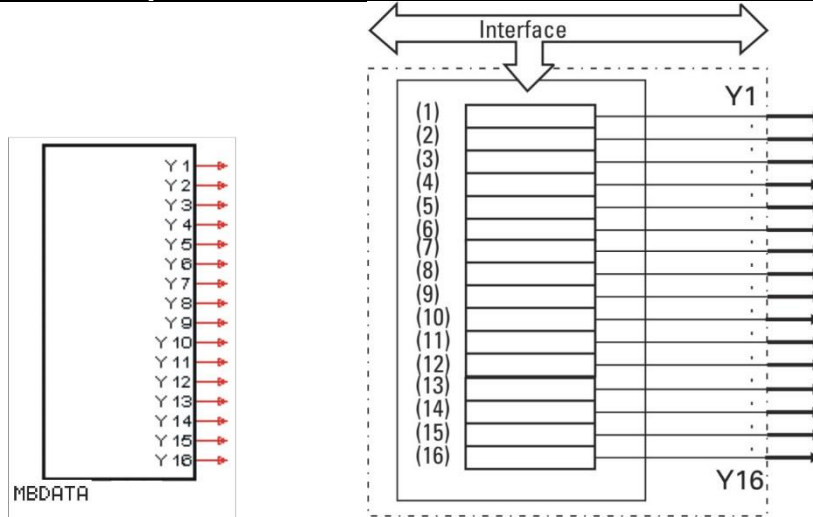 Y 1
Y 2
Y 3
Y 4
Y 5
Y 6
Y 7
Y 8
Y 9
Y 10
Y 11
Y 12
Y 13
Y 14
Y 15
Y 16
MBDATA
Interface
Y1
(1)
(2)
(3)
(4)
(5)
(6)
(7)
(8)
(9)
(10)
(11)
(12)
(13)
(14)
(15)
(16)
Y16